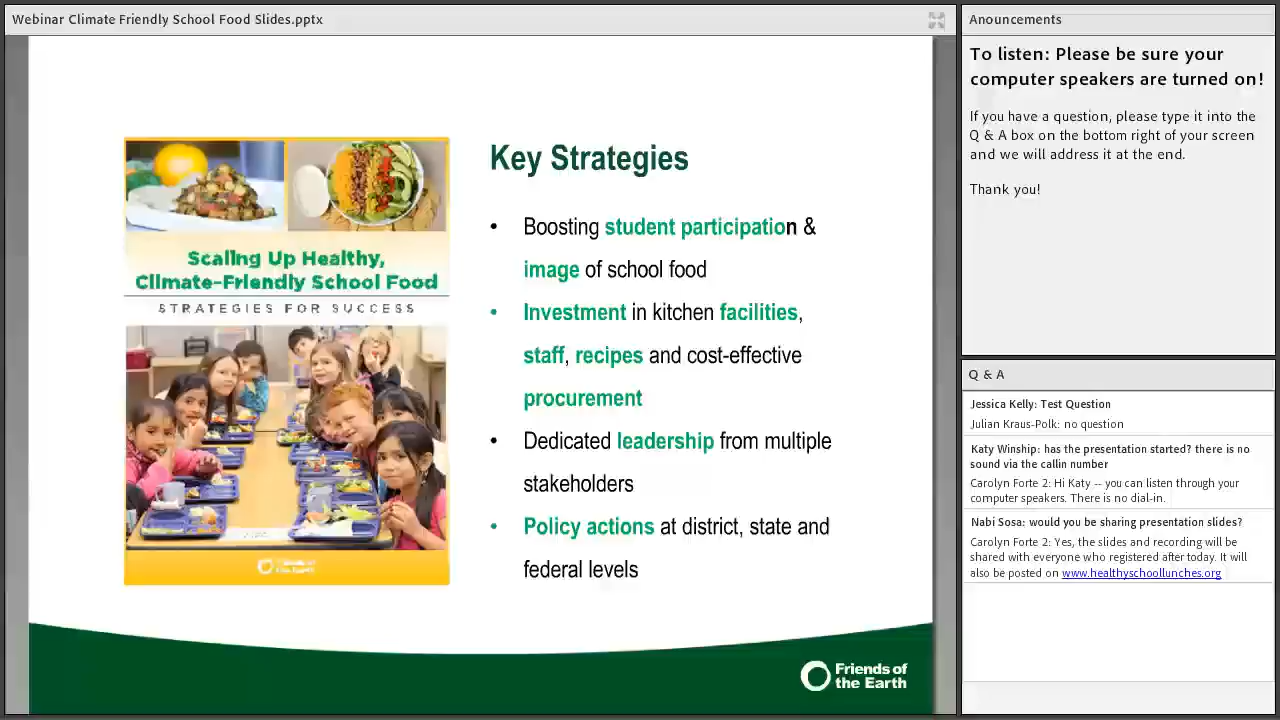 Webinar Climate Friendly School Food Slides.pptx
Scaling Up Healthy,
Climate-Friendly School Food
STRATEGIES FOR SUCCESS
Friends of
the Earth
Key Strategies
• Boosting student participation &
image of school food
• Investment in kitchen facilities,
staff, recipes and cost-effective
procurement
• Dedicated leadership from multiple
stakeholders
• Policy actions at district, state and
federal levels
Friends of
the Earth
Anouncements
To listen: Please be sure your
computer speakers are turned on!
If you have a question, please type it into the
Q & A box on the bottom right of your screen
and we will address it at the end.
Thank you!
Q & A
Jessica Kelly: Test Question
Julian Kraus-Polk: no question
Katy Winship: has the presentation started? there is no
sound via the callin number
Carolyn Forte 2: Hi Katy -- you can listen through your
computer speakers. There is no dial-in.
Nabi Sosa: would you be sharing presentation slides?
Carolyn Forte 2: Yes, the slides and recording will be
shared with everyone who registered after today. It will
also be posted on www.healthyschoollunches.org